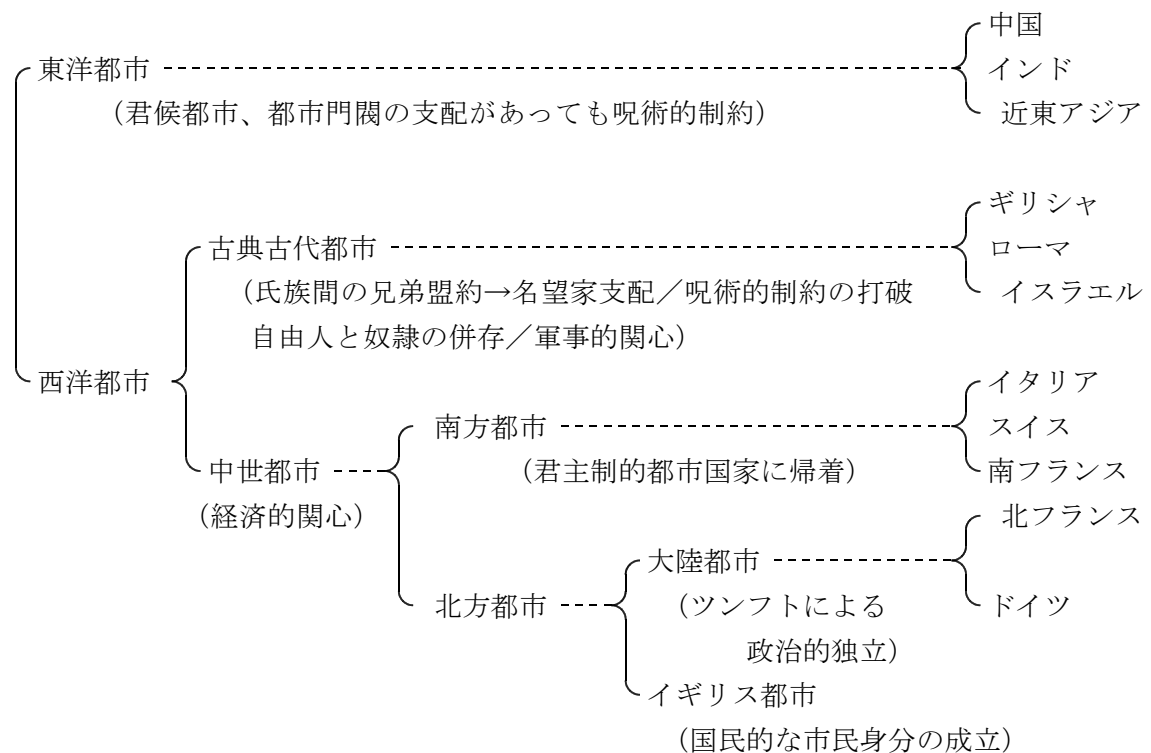 中国
東洋都市
インド
(君候都市、都市門閥の支配があっても呪術的制約)
近東アジア
ギリシャ
古典古代都市
ローマ
(氏族間の兄弟盟約→名望家支配/呪術的制約の打破
イスラエル
自由人と奴隷の併存/軍事的関心)
西洋都市
イタリア
南方都市
スイス
中世都市
(君主制的都市国家に帰着)
南フランス
(経済的関心)
北フランス
大陸都市
北方都市
(ツンフトによる
ドイツ
政治的独立)
イギリス都市
(国民的な市民身分の成立)